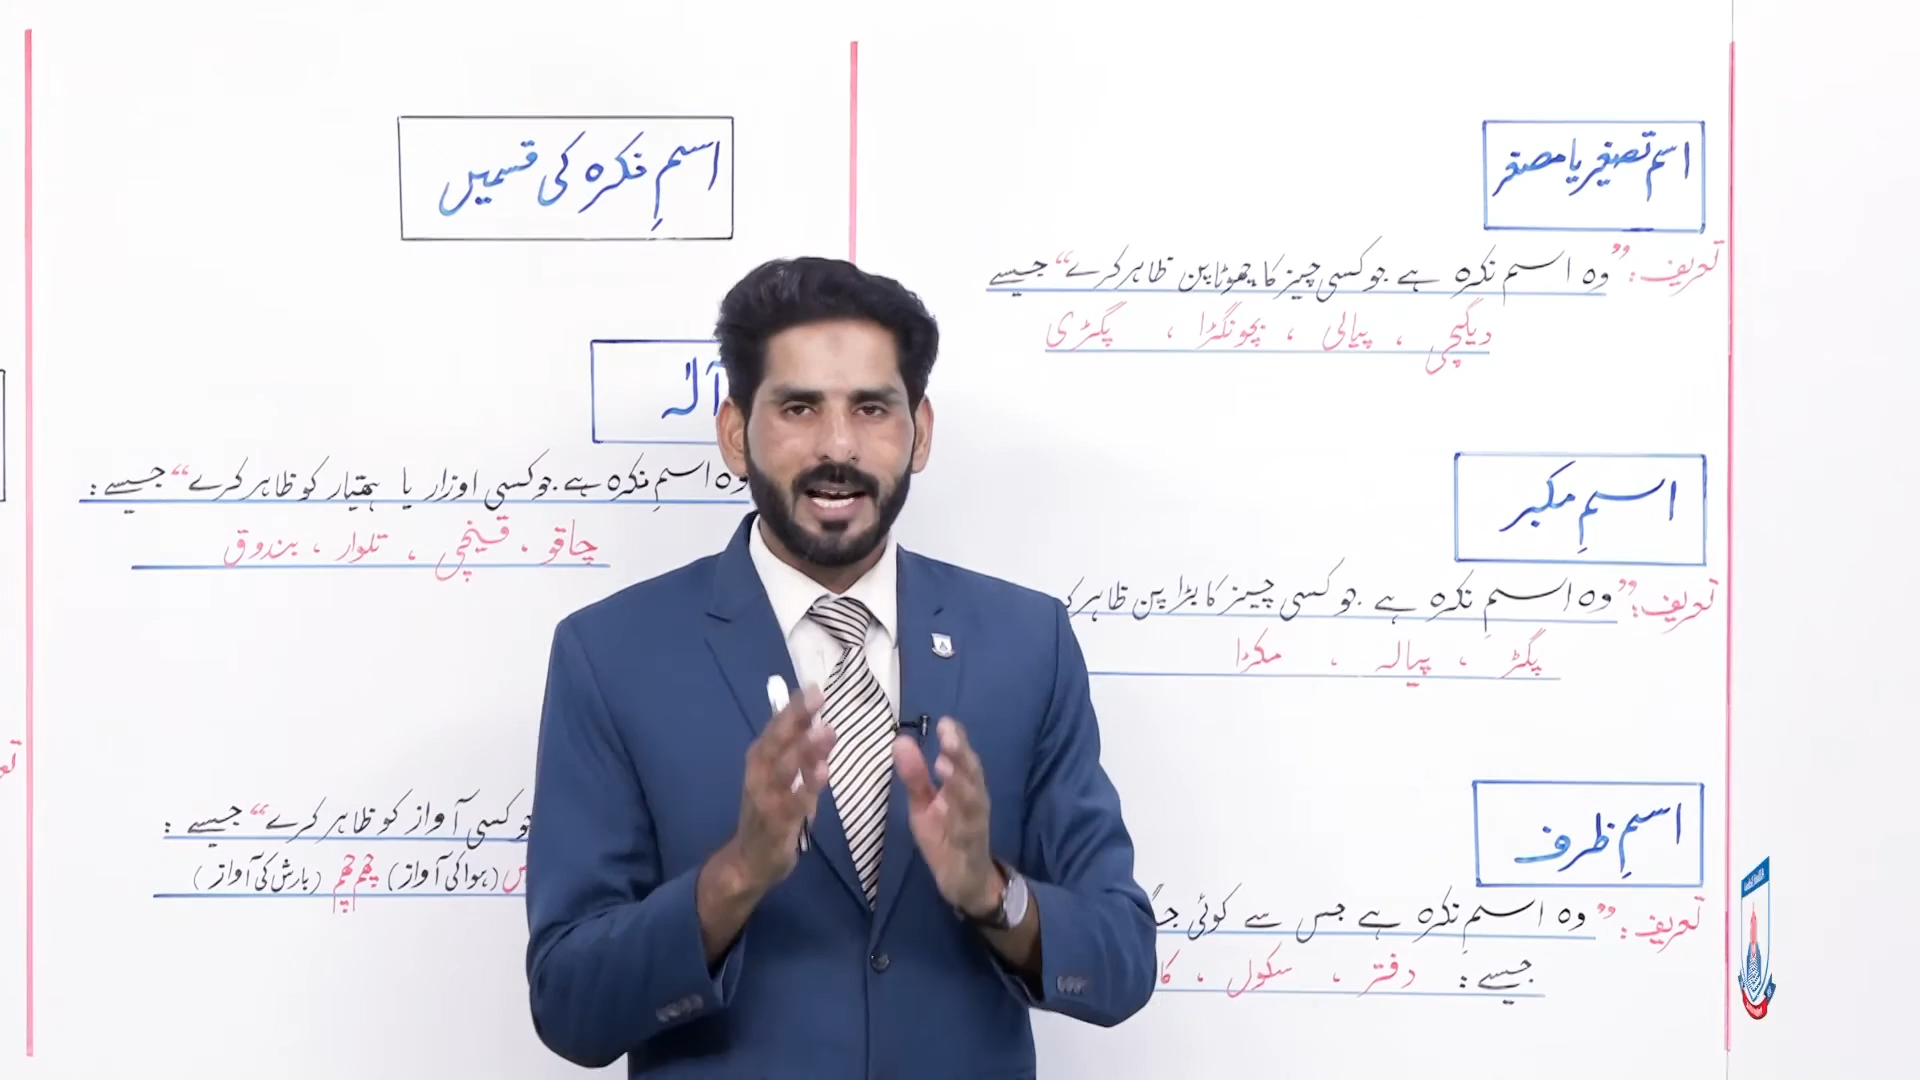 اسم تصغیر یا مصغر
تعریف: ”وہ اسم نکرہ ہے جو کسی چیز کا چھوٹا پن ظاہر کرے“ جیسے
دیگچی ، پیالی ، بچونگڑا ، پگڑی
اسمِ مکبر
تعریف: ”وہ اسمِ نکرہ ہے جو کسی چیز کا بڑا پن ظاہر
پگڑ ، پیالہ ، مکڑا
اسمِ ظرف
تعریف: ”وہ اسمِ نکرہ ہے جس سے کوئی
جیسے: دفتر ، سکول ،
اسمِ نکرہ کی قسمیں
آلہ
وہ اسمِ نکرہ ہے جو کسی اوزار یا ہتھیار کو ظاہر کرے“ جیسے:
چاقو ، قینچی ، تلوار ، بندوق
جو کسی آواز کو ظاہر کرے“ جیسے:
(ہوا کی آواز) چھم چھم (بارش کی آواز)